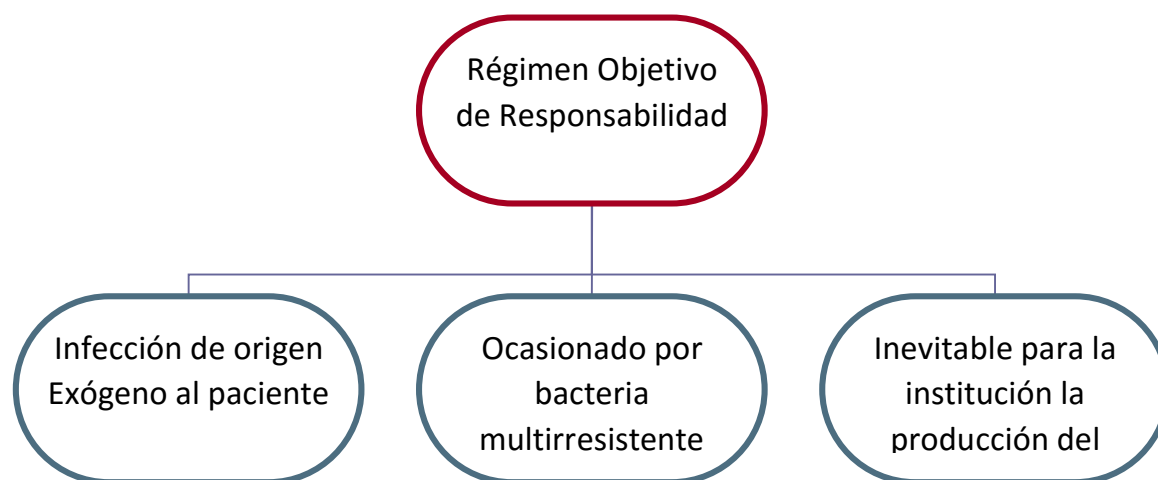 Régimen Objetivo
de Responsabilidad
Infección de origen
Exógeno al paciente
Ocasionado por
bacteria
multirresistente
Inevitable para la
institución la
producción del